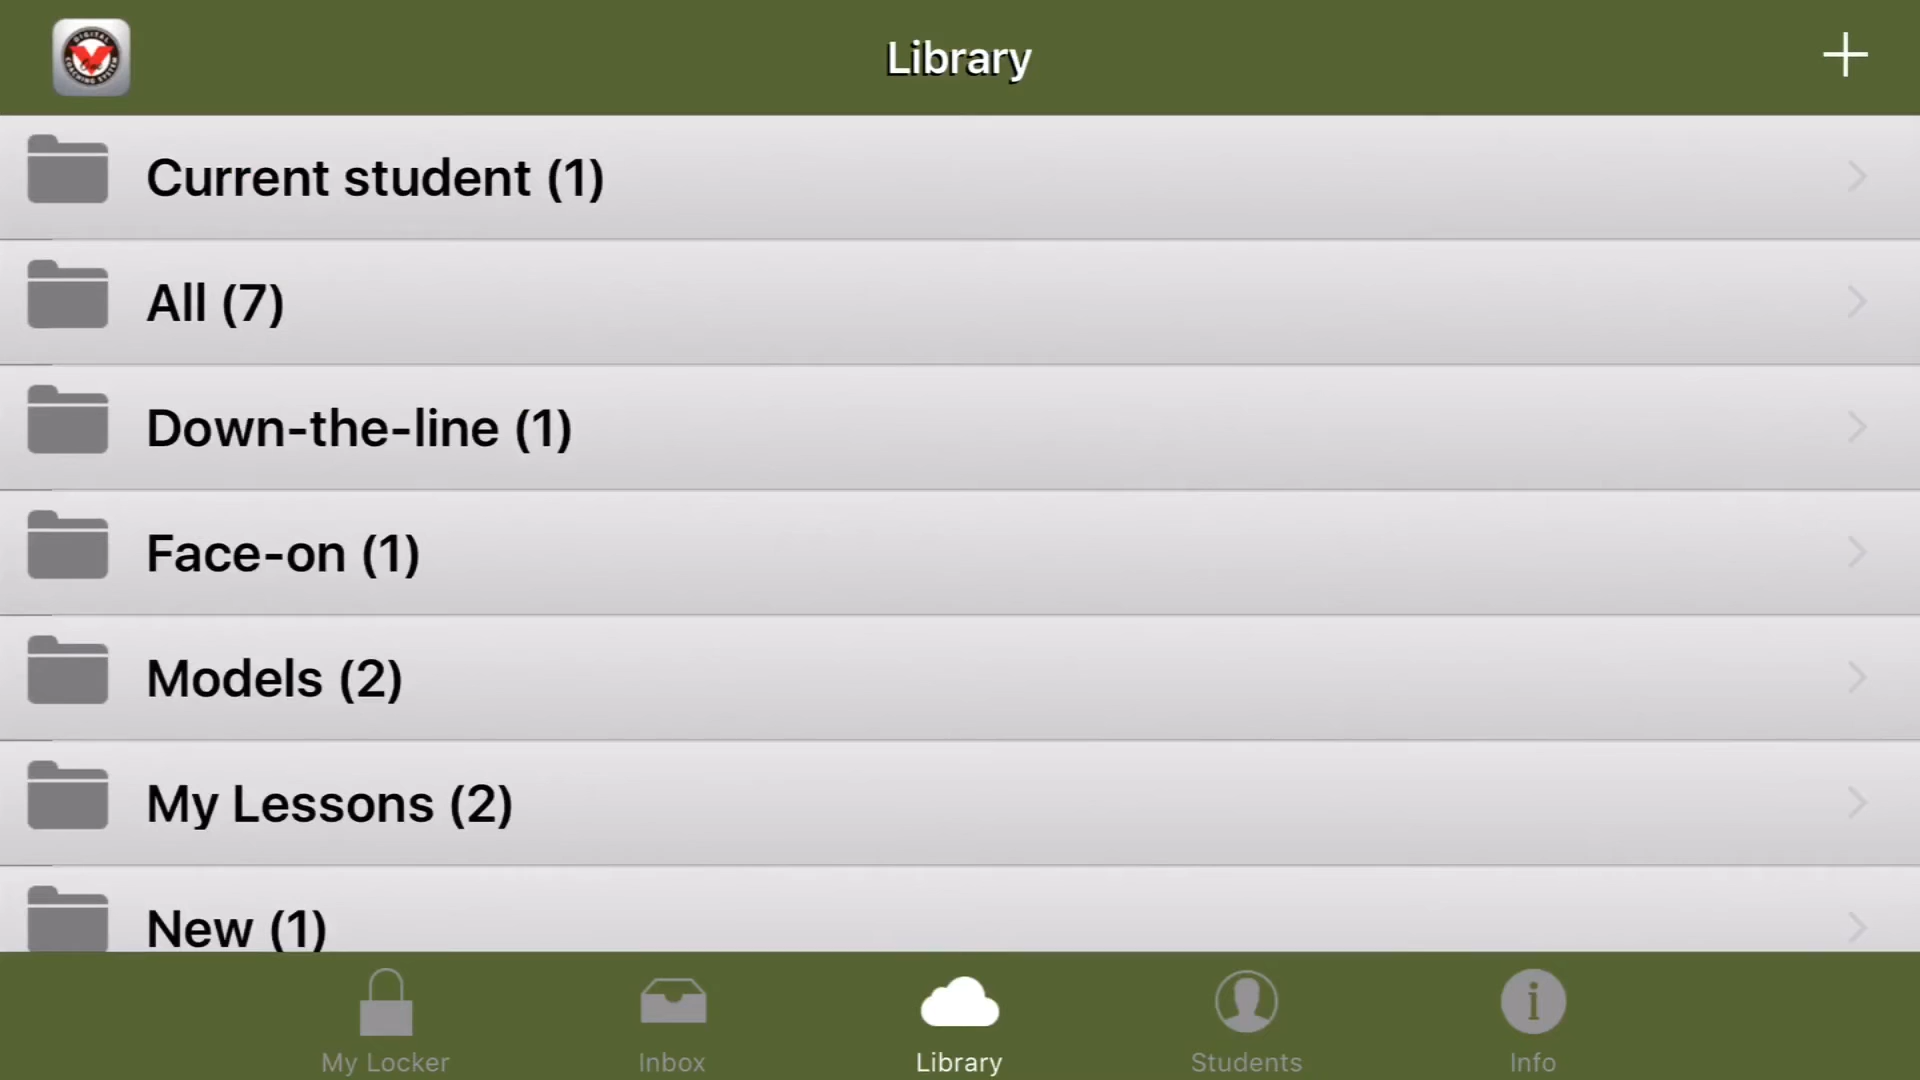 Library
Current student (1)
All (7)
Down-the-line (1)
Face-on (1)
Models (2)
My Lessons (2)
New (1)
My Locker
Inbox
Library
Students
Info